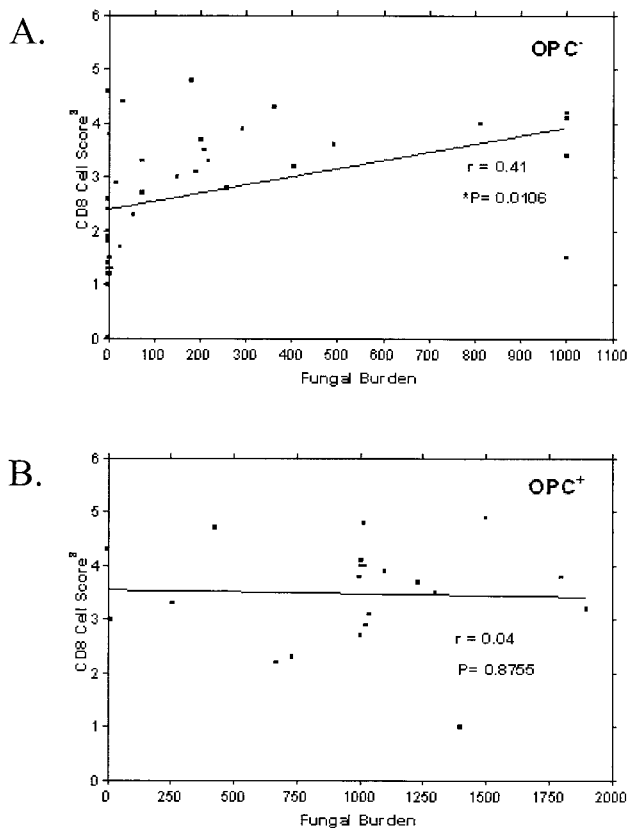 A.
OPC-
6
5
4
3
2
1
0
CD8 Cell Score³
r = 0.41
*P= 0.0106
0 100 200 300 400 500 600 700 800 900 1000 1100
Fungal Burden
B.
OPC+
6
5
4
3
2
1
0
r = 0.04
P= 0.8755
0 250 500 750 1000 1250 1500 1750 2000
Fungal Burden
CD8 Cell Score